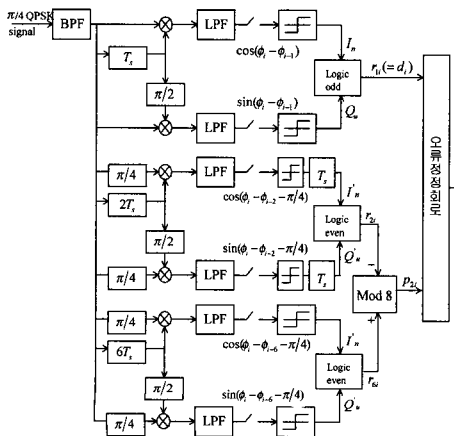 π/4 QPSK
signal
BPF
LPF
cos(φ_i − φ_{i−1})
I_n
T_s
π/2
Logic
odd
r_{1i}(= d_i)
sin(φ_i − φ_{i−1})
Q_n
LPF
π/4
LPF
T_s
2T_s
cos(φ_i − φ_{i−2} − π/4)
I'_n
π/2
Logic
even
r_{2i}
sin(φ_i − φ_{i−2} − π/4)
Q'_n
π/4
LPF
T_s
−
Mod 8
p_{2i}
+
π/4
LPF
6T_s
cos(φ_i − φ_{i−6} − π/4)
I'_n
π/2
Logic
even
r_{6i}
sin(φ_i − φ_{i−6} − π/4)
Q'_n
π/4
LPF
오류정정회로